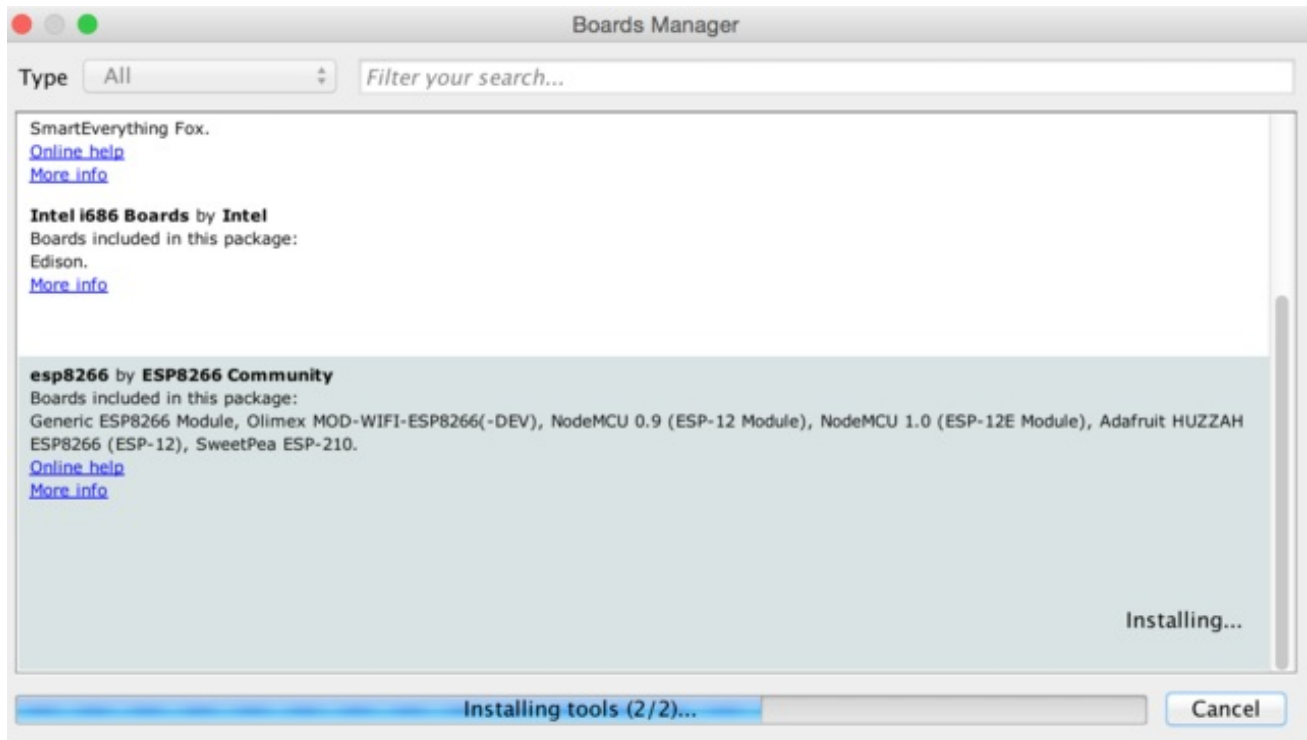 Boards Manager
Type All Filter your search...
SmartEverything Fox.
Online help
More info
Intel i686 Boards by Intel
Boards included in this package:
Edison.
More info
esp8266 by ESP8266 Community
Boards included in this package:
Generic ESP8266 Module, Olimex MOD-WIFI-ESP8266(-DEV), NodeMCU 0.9 (ESP-12 Module), NodeMCU 1.0 (ESP-12E Module), Adafruit HUZZAH
ESP8266 (ESP-12), SweetPea ESP-210.
Online help
More info
Installing...
Installing tools (2/2)... Cancel